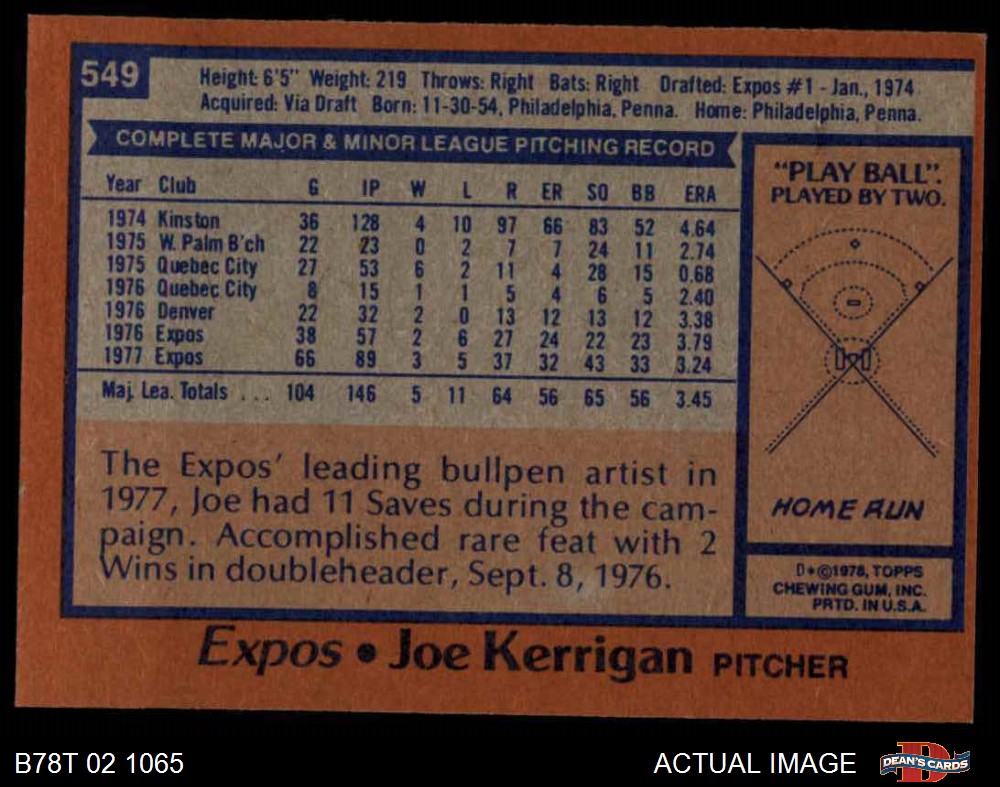 549
Height: 6'5" Weight: 219 Throws: Right Bats: Right Drafted: Expos #1 - Jan., 1974
Acquired: Via Draft Born: 11-30-54, Philadelphia, Penna. Home: Philadelphia, Penna.
COMPLETE MAJOR & MINOR LEAGUE PITCHING RECORD
Year Club G IP W L R ER SO BB ERA
1974 Kinston 36 128 4 10 97 66 83 52 4.64
1975 W. Palm B'ch 22 23 0 2 7 7 24 11 2.74
1975 Quebec City 27 53 6 2 11 4 28 15 0.68
1976 Quebec City 8 15 1 1 5 4 6 5 2.40
1976 Denver 22 32 2 0 13 12 13 12 3.38
1976 Expos 38 57 2 6 27 24 22 23 3.79
1977 Expos 66 89 3 5 37 32 43 33 3.24
Maj. Lea. Totals ... 104 146 5 11 64 56 65 56 3.45
The Expos' leading bullpen artist in
1977, Joe had 11 Saves during the cam-
paign. Accomplished rare feat with 2
Wins in doubleheader, Sept. 8, 1976.
"PLAY BALL".
PLAYED BY TWO.
HOME RUN
D*©1978, TOPPS
CHEWING GUM, INC.
PRTD. IN U.S.A.
Expos • Joe Kerrigan PITCHER
B78T 02 1065
ACTUAL IMAGE
D
DEAN'S CARDS